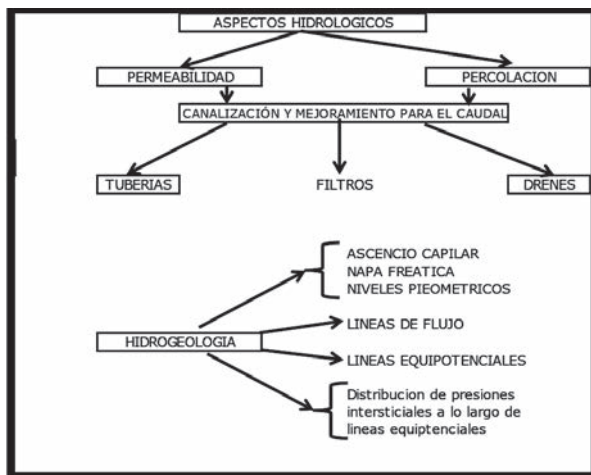 ASPECTOS HIDROLOGICOS
PERMEABILIDAD
PERCOLACION
CANALIZACIÓN Y MEJORAMIENTO PARA EL CAUDAL
TUBERIAS
FILTROS
DRENES
ASCENCIO CAPILAR
NAPA FREATICA
NIVELES PIEOMETRICOS
HIDROGEOLOGIA
LINEAS DE FLUJO
LINEAS EQUIPOTENCIALES
Distribucion de presiones
intersticiales a lo largo de
lineas equiptenciales